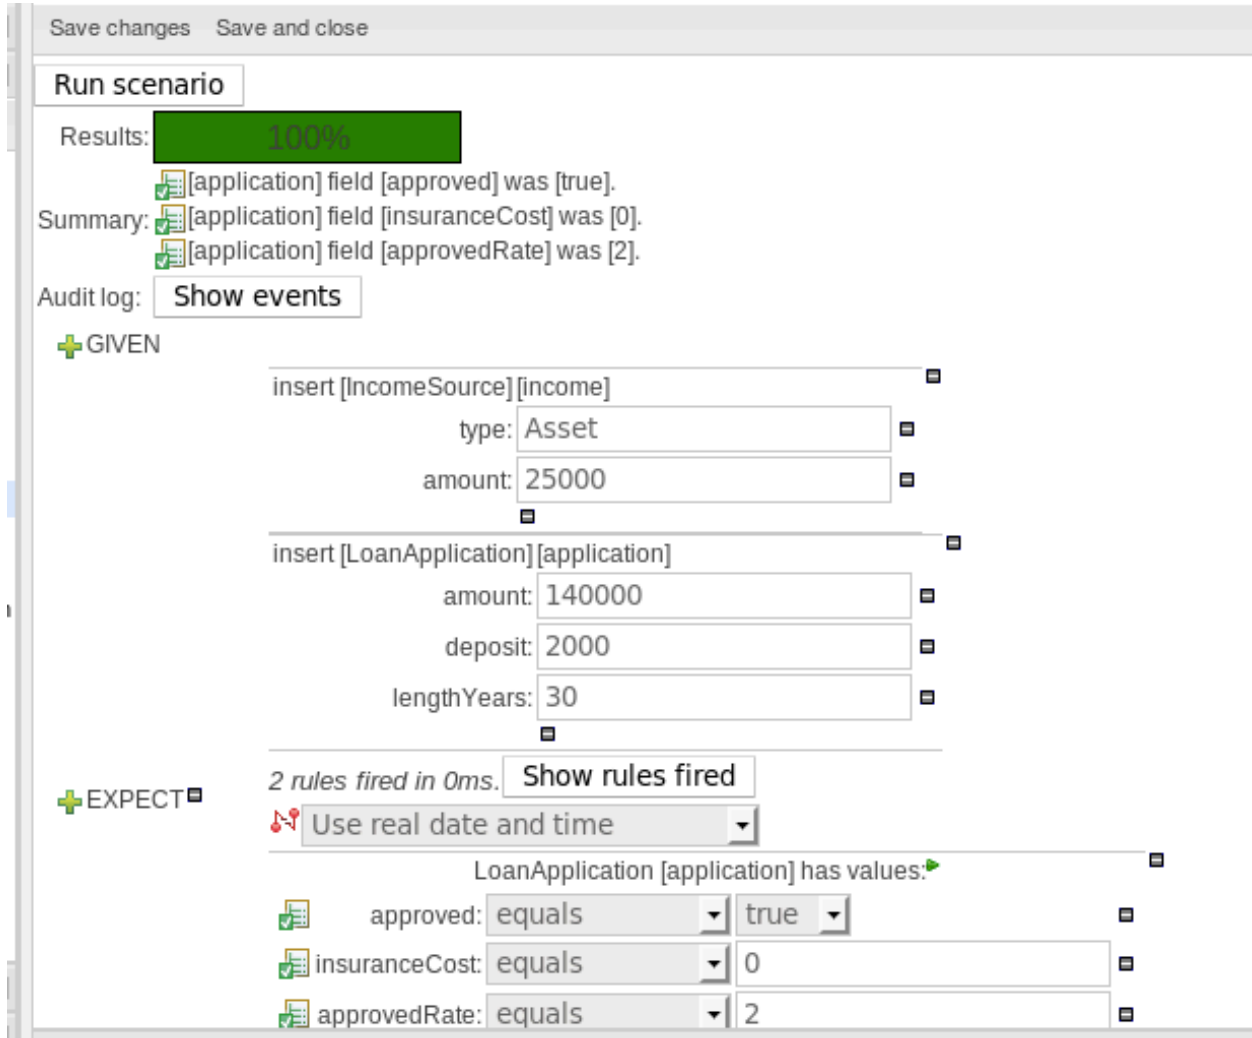 Save changes Save and close
Run scenario
Results: 100%
[application] field [approved] was [true].
Summary: [application] field [insuranceCost] was [0].
[application] field [approvedRate] was [2].
Audit log: Show events
GIVEN
insert [IncomeSource][income]
type: Asset
amount: 25000
insert [LoanApplication][application]
amount: 140000
deposit: 2000
lengthYears: 30
2 rules fired in 0ms. Show rules fired
EXPECT
Use real date and time
LoanApplication [application] has values:
approved: equals true
insuranceCost: equals 0
approvedRate: equals 2